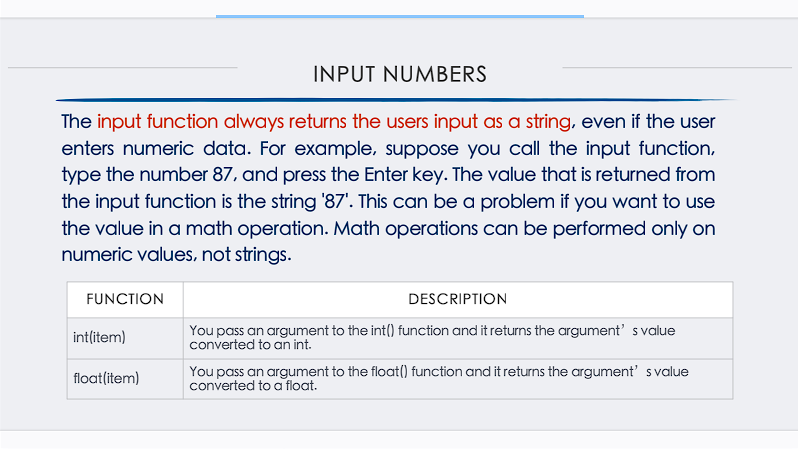 INPUT NUMBERS
The input function always returns the users input as a string, even if the user
enters numeric data. For example, suppose you call the input function,
type the number 87, and press the Enter key. The value that is returned from
the input function is the string '87'. This can be a problem if you want to use
the value in a math operation. Math operations can be performed only on
numeric values, not strings.
FUNCTION DESCRIPTION
int(item)
You pass an argument to the int() function and it returns the argument’s value
converted to an int.
float(item)
You pass an argument to the float() function and it returns the argument’s value
converted to a float.